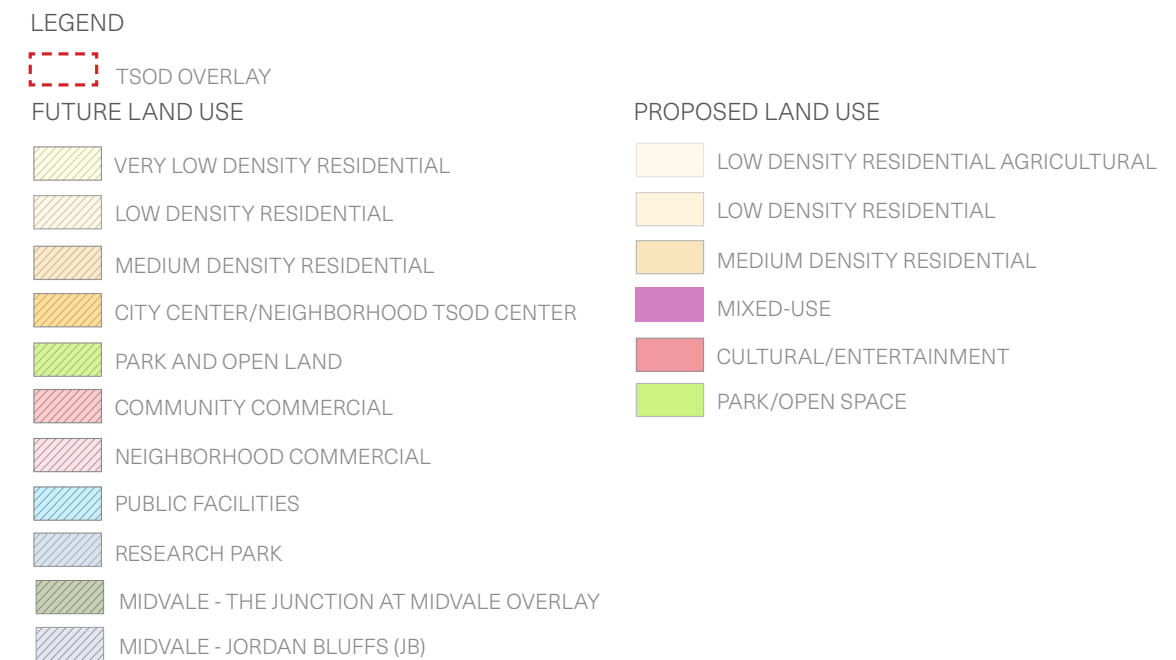 LEGEND
TSOD OVERLAY
FUTURE LAND USE
VERY LOW DENSITY RESIDENTIAL
LOW DENSITY RESIDENTIAL
MEDIUM DENSITY RESIDENTIAL
CITY CENTER/NEIGHBORHOOD TSOD CENTER
PARK AND OPEN LAND
COMMUNITY COMMERCIAL
NEIGHBORHOOD COMMERCIAL
PUBLIC FACILITIES
RESEARCH PARK
MIDVALE - THE JUNCTION AT MIDVALE OVERLAY
MIDVALE - JORDAN BLUFFS (JB)
PROPOSED LAND USE
LOW DENSITY RESIDENTIAL AGRICULTURAL
LOW DENSITY RESIDENTIAL
MEDIUM DENSITY RESIDENTIAL
MIXED-USE
CULTURAL/ENTERTAINMENT
PARK/OPEN SPACE